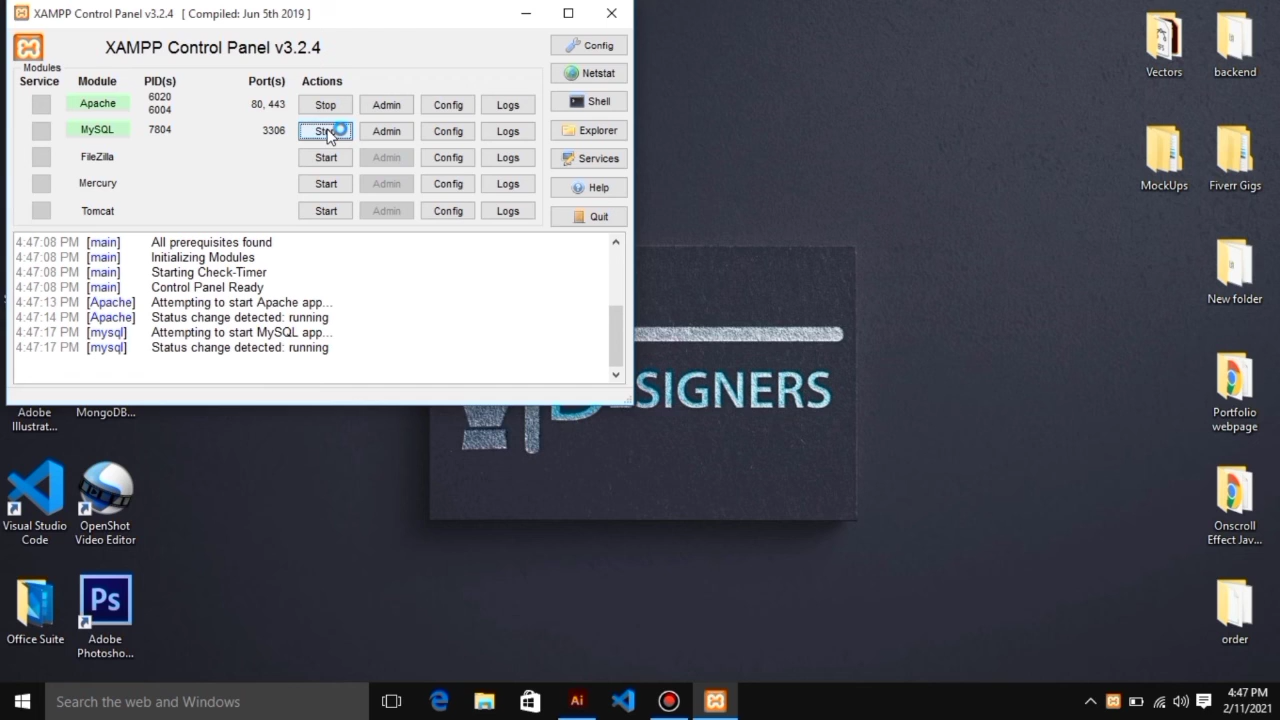 XAMPP Control Panel v3.2.4 [ Compiled: Jun 5th 2019 ]
XAMPP Control Panel v3.2.4
Config
Modules
Service Module PID(s) Port(s) Actions
Netstat
Apache 6020 6004 80, 443 Stop Admin Config Logs
Shell
MySQL 7804 3306 Admin Config Logs
Explorer
FileZilla Start Admin Config Logs
Services
Mercury Start Admin Config Logs
Help
Tomcat Start Admin Config Logs
Quit
4:47:08 PM [main] All prerequisites found
4:47:08 PM [main] Initializing Modules
4:47:08 PM [main] Starting Check-Timer
4:47:08 PM [main] Control Panel Ready
4:47:13 PM [Apache] Attempting to start Apache app...
4:47:14 PM [Apache] Status change detected: running
4:47:17 PM [mysql] Attempting to start MySQL app...
4:47:17 PM [mysql] Status change detected: running
DESIGNERS
Adobe
Illustrat...
MongoDB...
Visual Studio
Code
OpenShot
Video Editor
Office Suite
Ps
Adobe
Photosho...
Vectors
backend
MockUps
Fiverr Gigs
New folder
Portfolio
webpage
Onscroll
Effect Jav...
order
Search the web and Windows
Ai
4:47 PM
2/11/2021